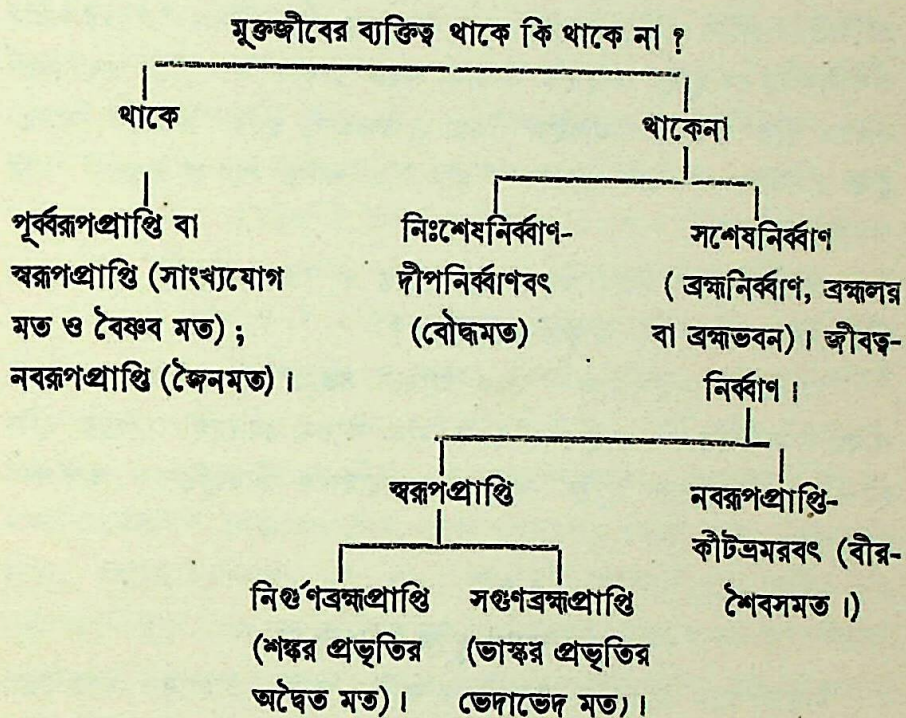 মুক্তজীবের ব্যক্তিত্ব থাকে কি থাকে না ?
থাকে
থাকেনা
পূর্ব্বরূপপ্রাপ্তি বা
স্বরূপপ্রাপ্তি (সাংখ্যযোগ
মত ও বৈষ্ণব মত) ;
নবরূপপ্রাপ্তি (জৈনমত) ।
নিঃশেষনির্ব্বাণ-
দীপনির্ব্বাণবৎ
(বৌদ্ধমত)
সশেষনির্ব্বাণ
( ব্রহ্মনির্ব্বাণ, ব্রহ্মলয়
বা ব্রহ্মভবন) । জীবত্ব-
নির্ব্বাণ ।
স্বরূপপ্রাপ্তি
নবরূপপ্রাপ্তি-
কীটভ্রমরবৎ (বীর-
শৈবসমত ।)
নির্গুণব্রহ্মপ্রাপ্তি
(শঙ্কর প্রভৃতির
অদ্বৈত মত) ।
সগুণব্রহ্মপ্রাপ্তি
(ভাস্কর প্রভৃতির
ভেদাভেদ মত) ।